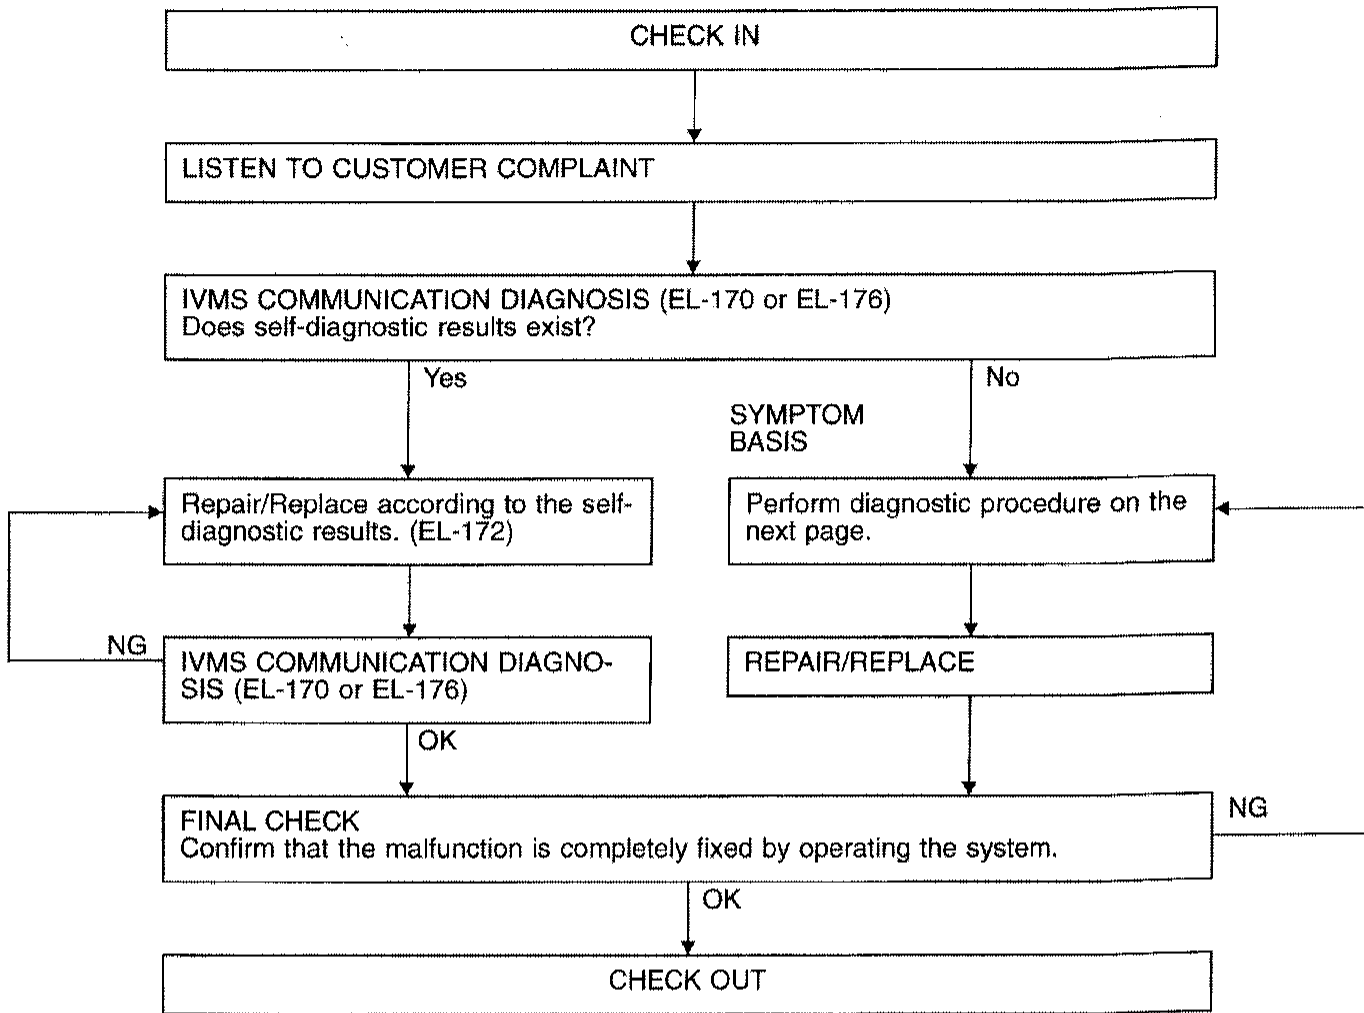 CHECK IN
LISTEN TO CUSTOMER COMPLAINT
IVMS COMMUNICATION DIAGNOSIS (EL-170 or EL-176)
Does self-diagnostic results exist?
Yes
No
SYMPTOM
BASIS
Repair/Replace according to the self-
diagnostic results. (EL-172)
Perform diagnostic procedure on the
next page.
NG
IVMS COMMUNICATION DIAGNO-
SIS (EL-170 or EL-176)
REPAIR/REPLACE
OK
FINAL CHECK
Confirm that the malfunction is completely fixed by operating the system.
NG
OK
CHECK OUT